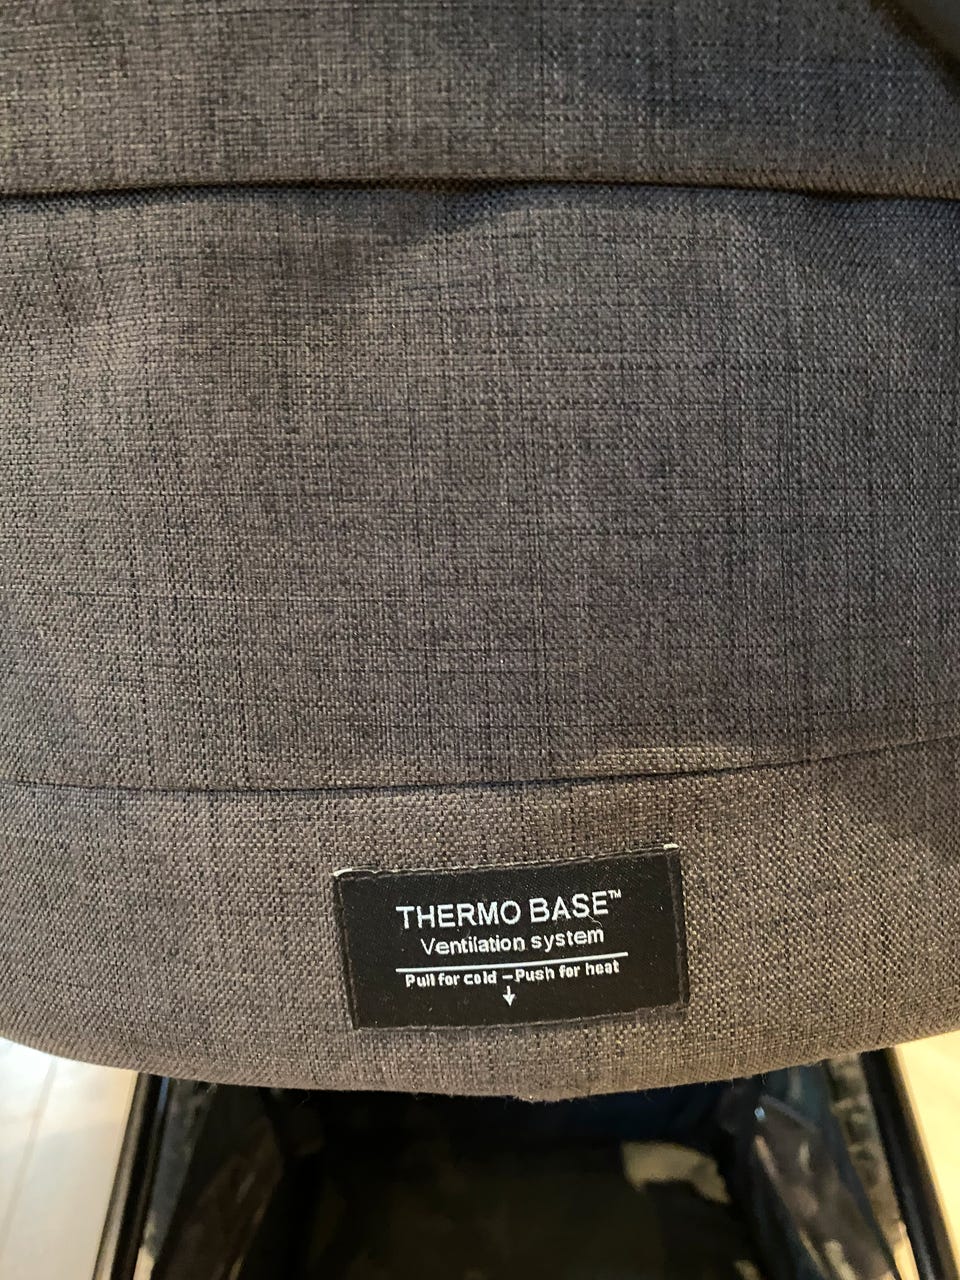 THERMO BASE™
Ventilation system
Pull for cold –Push for heat
↓